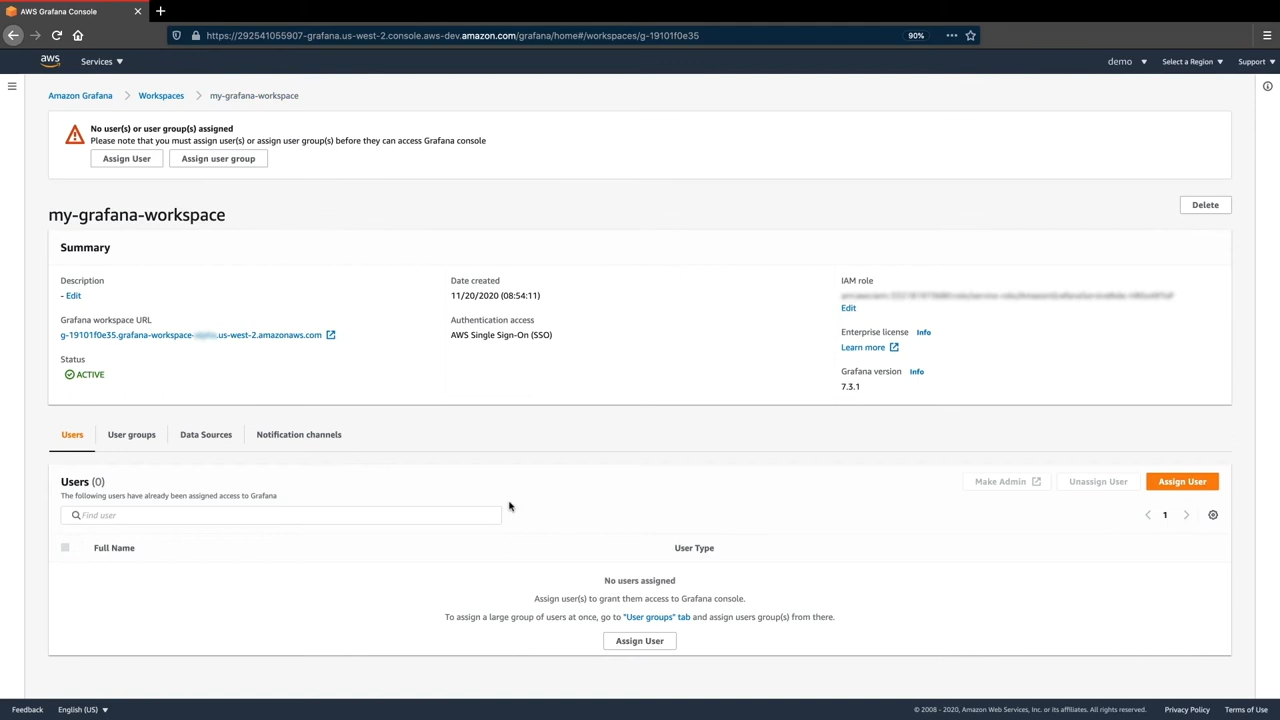 AWS Grafana Console
https://292541055907-grafana.us-west-2.console.aws-dev.amazon.com/grafana/home#/workspaces/g-19101f0e35
90%
aws
Services
demo
Select a Region
Support
Amazon Grafana
Workspaces
my-grafana-workspace
No user(s) or user group(s) assigned
Please note that you must assign user(s) or assign user group(s) before they can access Grafana console
Assign User
Assign user group
my-grafana-workspace
Delete
Summary
Description
- Edit
Grafana workspace URL
g-19101f0e35.grafana-workspace- .us-west-2.amazonaws.com
Status
ACTIVE
Date created
11/20/2020 (08:54:11)
Authentication access
AWS Single Sign-On (SSO)
IAM role
Edit
Enterprise license Info
Learn more
Grafana version Info
7.3.1
Users
User groups
Data Sources
Notification channels
Users (0)
The following users have already been assigned access to Grafana
Make Admin
Unassign User
Assign User
Find user
1
Full Name
User Type
No users assigned
Assign user(s) to grant them access to Grafana console.
To assign a large group of users at once, go to "User groups" tab and assign users group(s) from there.
Assign User
Feedback
English (US)
© 2008 - 2020, Amazon Web Services, Inc. or its affiliates. All rights reserved.
Privacy Policy
Terms of Use